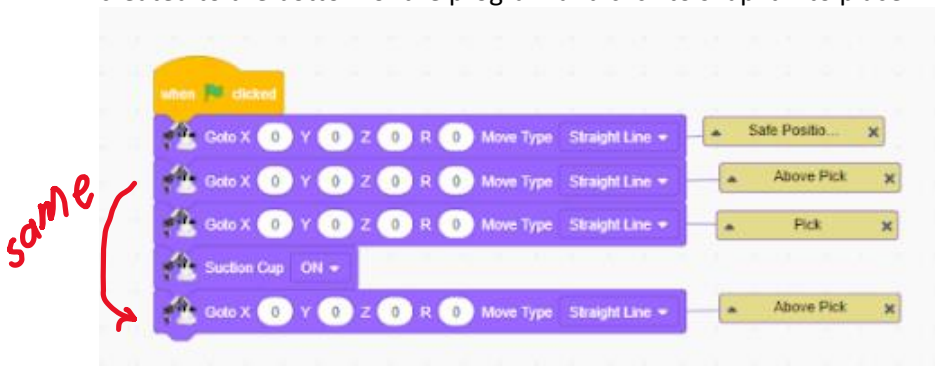 when clicked
Goto X 0 Y 0 Z 0 R 0 Move Type Straight Line Safe Positio...
Goto X 0 Y 0 Z 0 R 0 Move Type Straight Line Above Pick
same
Goto X 0 Y 0 Z 0 R 0 Move Type Straight Line Pick
Suction Cup ON
Goto X 0 Y 0 Z 0 R 0 Move Type Straight Line Above Pick